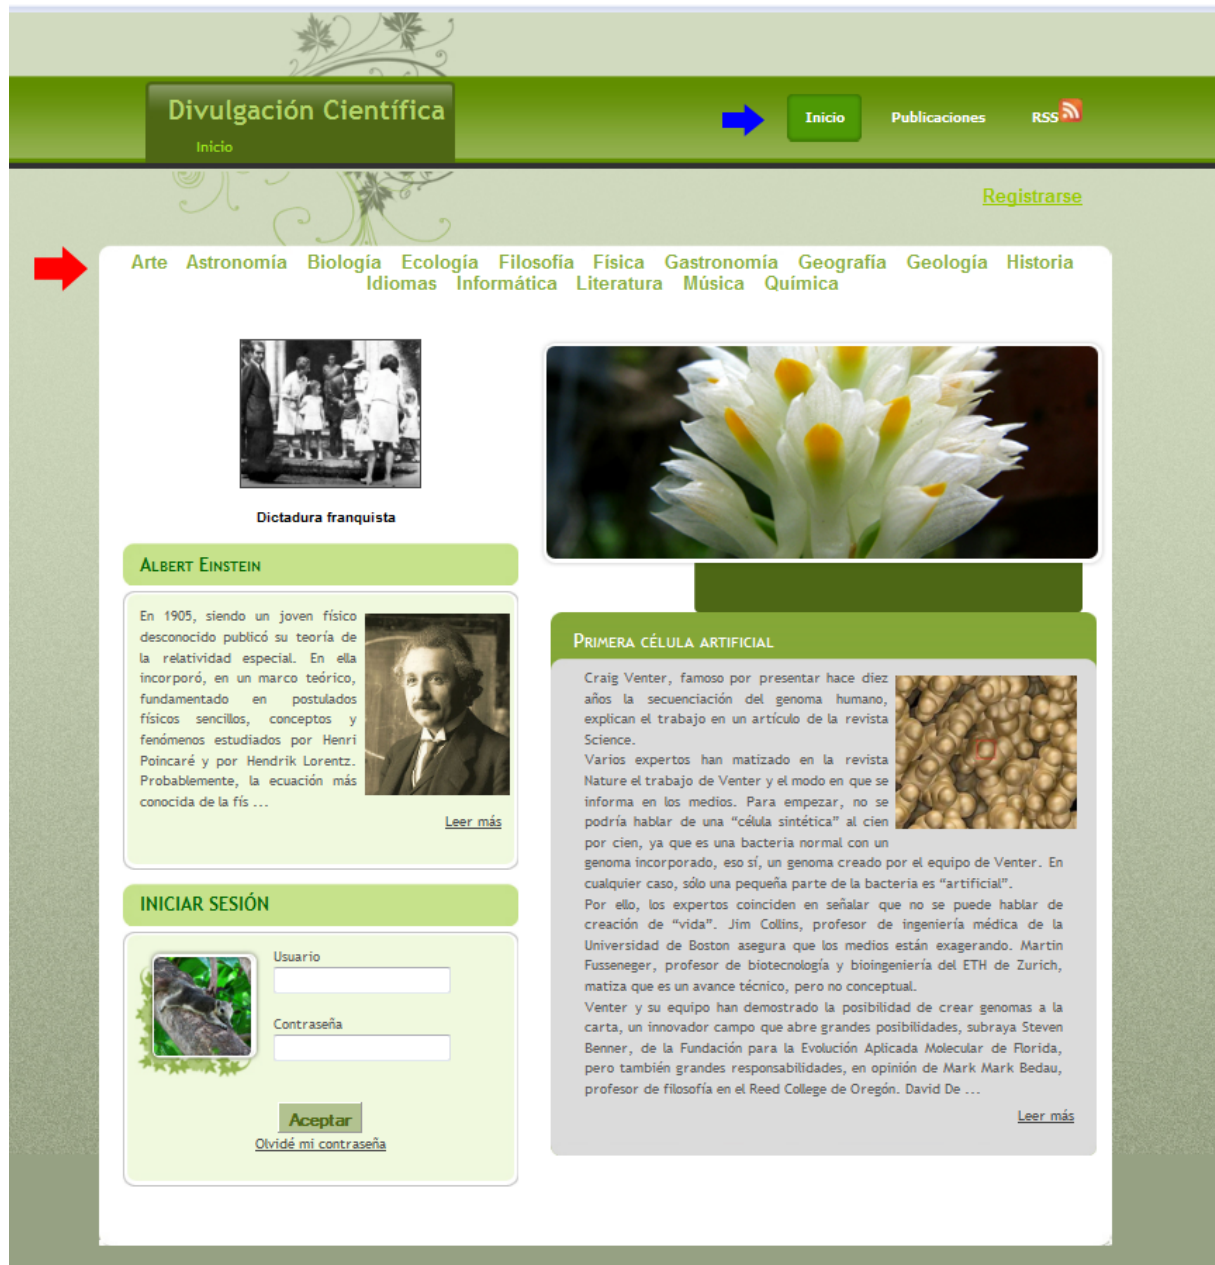 Divulgación Científica
Inicio
Inicio Publicaciones RSS
Registrarse
Arte Astronomía Biología Ecología Filosofía Física Gastronomía Geografía Geología Historia
Idiomas Informática Literatura Música Química
Dictadura franquista
ALBERT EINSTEIN
En 1905, siendo un joven físico
desconocido publicó su teoría de
la relatividad especial. En ella
incorporó, en un marco teórico,
fundamentado en postulados
físicos sencillos, conceptos y
fenómenos estudiados por Henri
Poincaré y por Hendrik Lorentz.
Probablemente, la ecuación más
conocida de la fís ...
Leer más
INICIAR SESIÓN
Usuario
Contraseña
Aceptar
Olvidé mi contraseña
PRIMERA CÉLULA ARTIFICIAL
Craig Venter, famoso por presentar hace diez
años la secuenciación del genoma humano,
explican el trabajo en un artículo de la revista
Science.
Varios expertos han matizado en la revista
Nature el trabajo de Venter y el modo en que se
informa en los medios. Para empezar, no se
podría hablar de una “célula sintética” al cien
por cien, ya que es una bacteria normal con un
genoma incorporado, eso sí, un genoma creado por el equipo de Venter. En
cualquier caso, sólo una pequeña parte de la bacteria es “artificial”.
Por ello, los expertos coinciden en señalar que no se puede hablar de
creación de “vida”. Jim Collins, profesor de ingeniería médica de la
Universidad de Boston asegura que los medios están exagerando. Martin
Fusseneger, profesor de biotecnología y bioingeniería del ETH de Zurich,
matiza que es un avance técnico, pero no conceptual.
Venter y su equipo han demostrado la posibilidad de crear genomas a la
carta, un innovador campo que abre grandes posibilidades, subraya Steven
Benner, de la Fundación para la Evolución Aplicada Molecular de Florida,
pero también grandes responsabilidades, en opinión de Mark Mark Bedau,
profesor de filosofía en el Reed College de Oregón. David De ...
Leer más